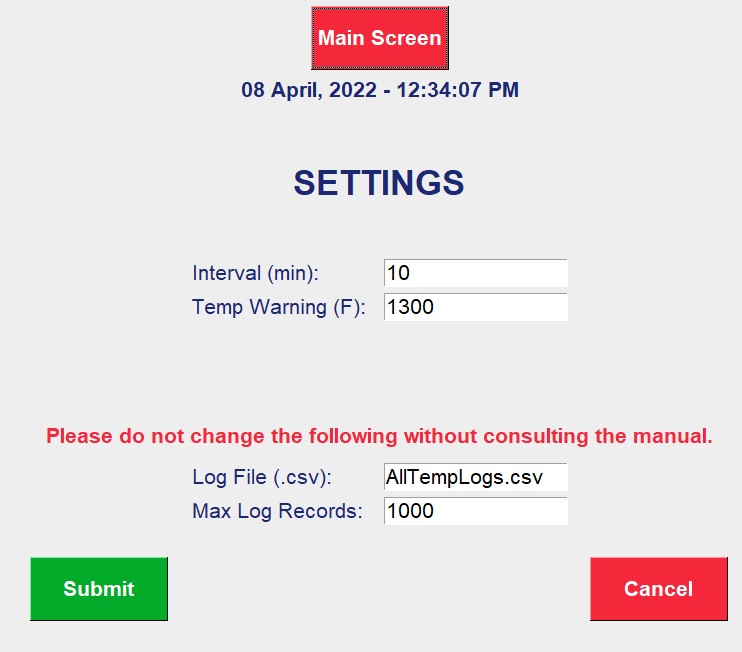 Main Screen
08 April, 2022 - 12:34:07 PM
SETTINGS
Interval (min): 10
Temp Warning (F): 1300
Please do not change the following without consulting the manual.
Log File (.csv): AllTempLogs.csv
Max Log Records: 1000
Submit Cancel